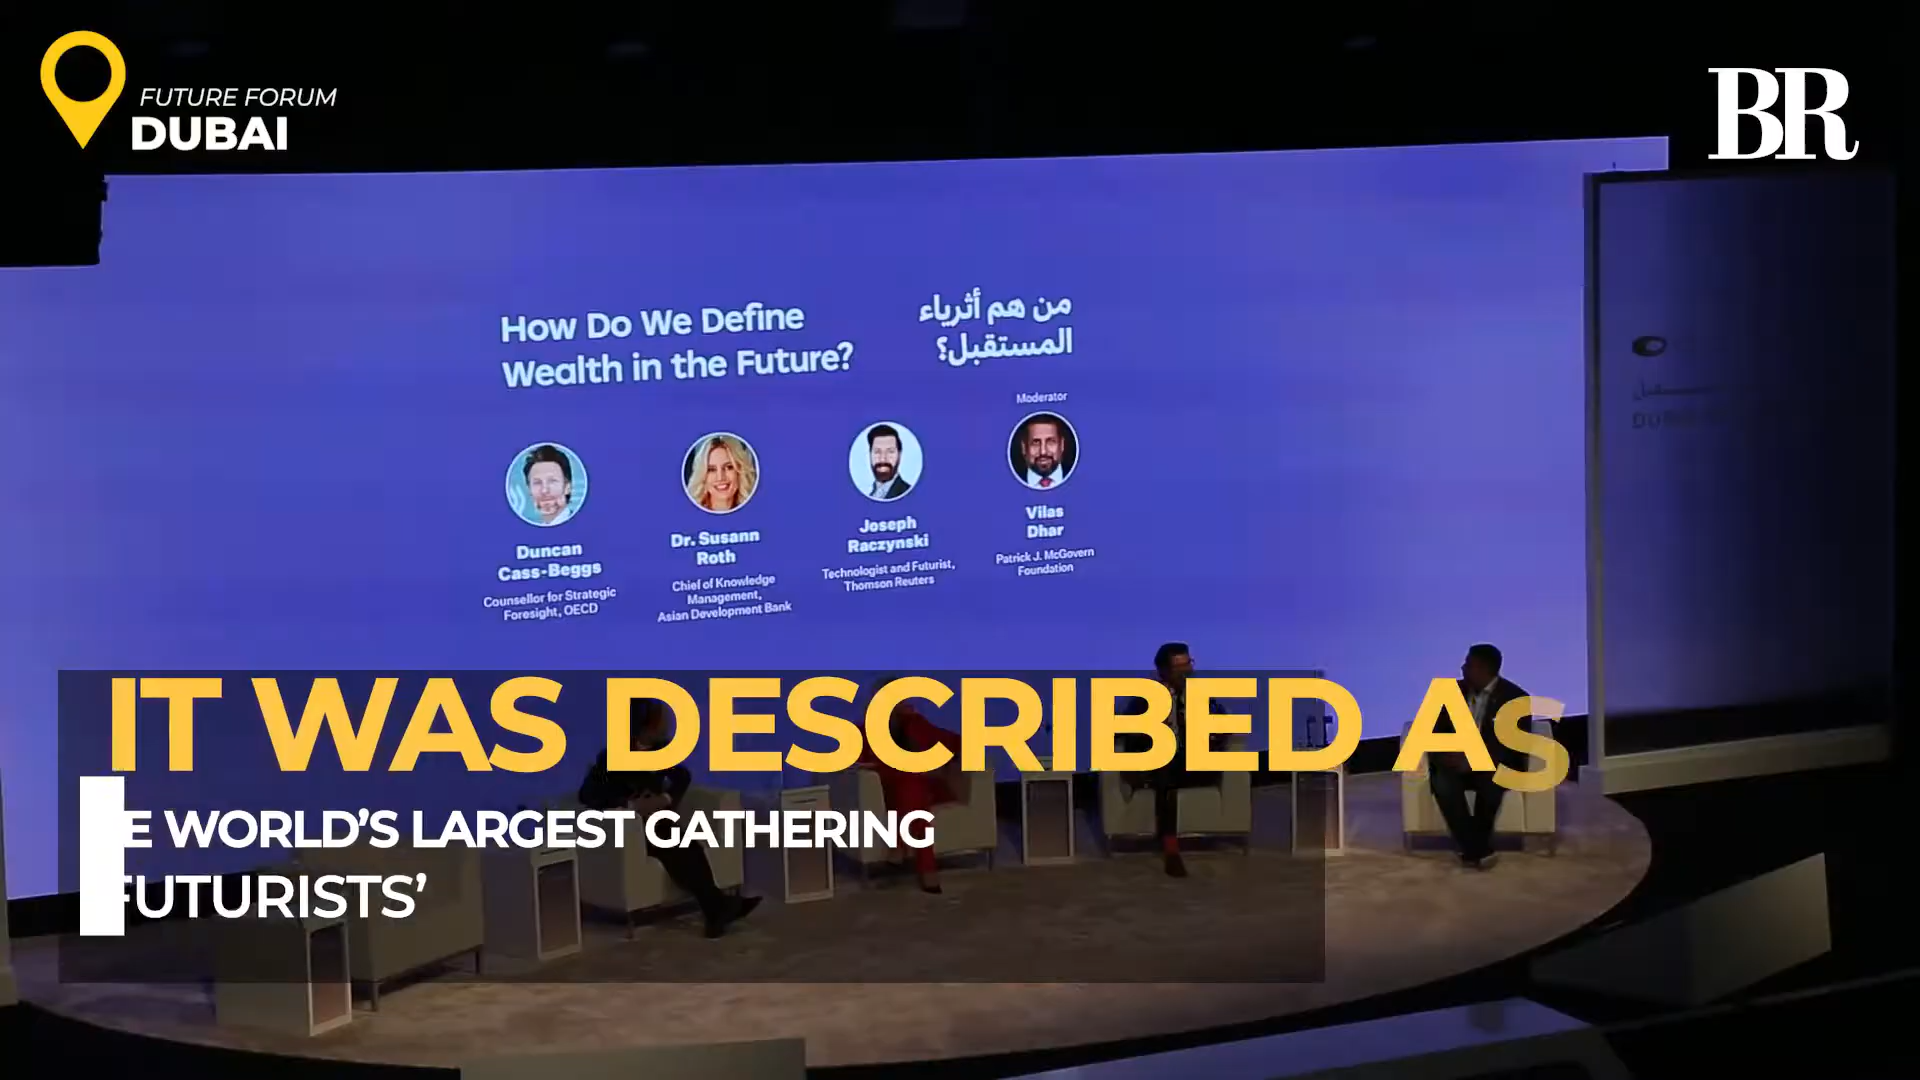 FUTURE FORUM
DUBAI
BR
How Do We Define
Wealth in the Future?
من هم أثرياء
المستقبل؟
Moderator
Duncan
Cass-Beggs
Counsellor for Strategic
Foresight, OECD
Dr. Susann
Roth
Chief of Knowledge
Management,
Asian Development Bank
Joseph
Raczynski
Technologist and Futurist,
Thomson Reuters
Vilas
Dhar
Patrick J. McGovern
Foundation
IT WAS DESCRIBED AS
E WORLD’S LARGEST GATHERING
FUTURISTS’